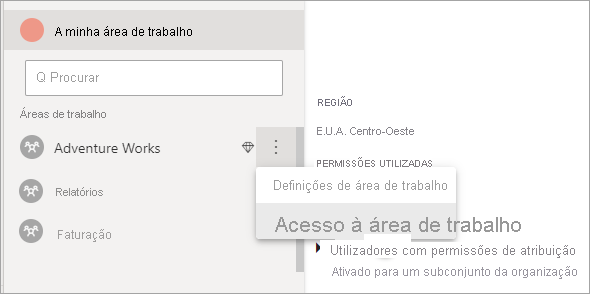 A minha área de trabalho
Q Procurar
Áreas de trabalho
Adventure Works
Relatórios
Faturação
REGIÃO
E.U.A. Centro-Oeste
PERMISSÕES UTILIZADAS
Definições de área de trabalho
Acesso à área de trabalho
Utilizadores com permissões de atribuição
Ativado para um subconjunto da organização